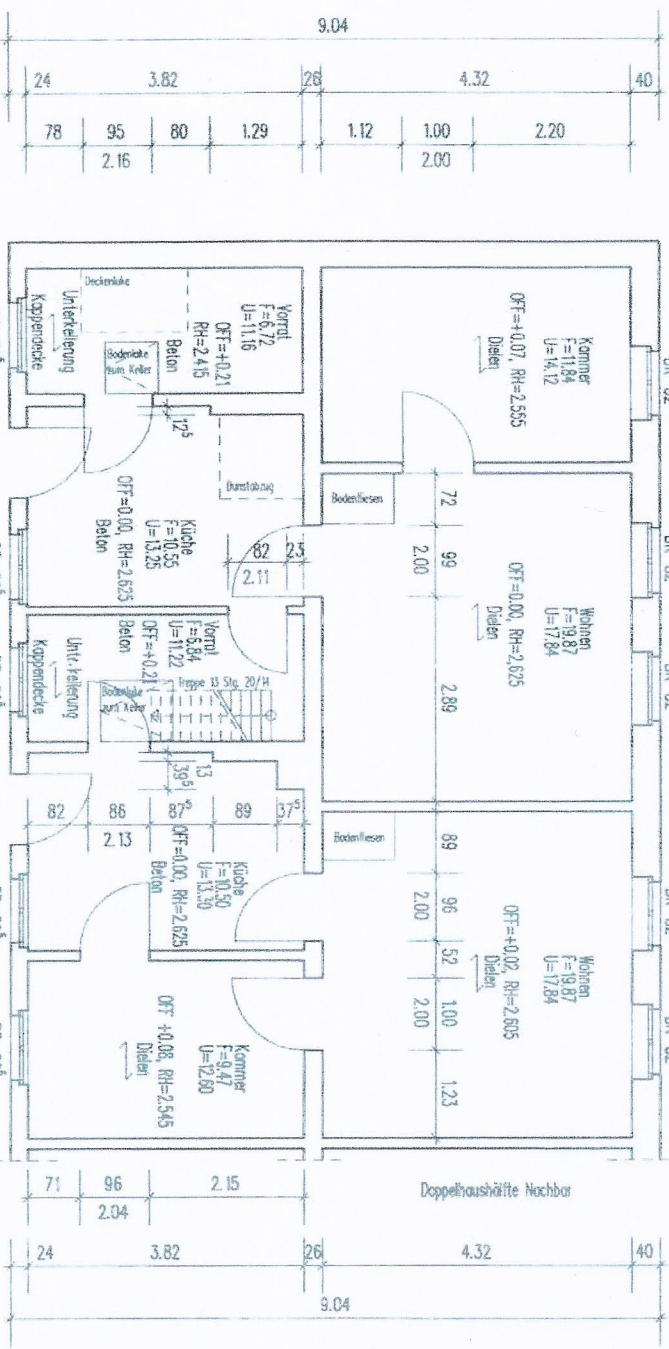 9.04
24 3.82 26 4.32 40
78 95 80 1.29 1.12 1.00 2.20
2.16 2.00
Deckenluke
Vorrat
F=6.72
U=11.16
OFF=+0.21
RH=2.415
Beton
Bodenluke
zum Keller
Unterkellerung
Kappendecke
Kammer
F=11.84
U=14.12
OFF=+0.07, RH=2.555
Dielen
12⁵
Dunstabzug
Küche
F=10.55
U=13.25
OFF=0.00, RH=2.625
Beton
82 23
2.11
Bodenfliesen
72
99
2.00
2.89
Wohnen
F=19.87
U=17.84
OFF=0.00, RH=2.625
Dielen
Vorrat
F=6.84
U=11.22
OFF=+0.21
Beton
Treppe 13 Stg. 20/14
Bodenluke
zum Keller
Unterkellerung
Kappendecke
13
39⁵
82 86 87⁵ 89 37⁵
2.13
Küche
F=10.50
U=13.30
OFF=0.00, RH=2.625
Beton
Bodenfliesen
89
96
2.00
52
1.00
2.00
1.23
Wohnen
F=19.87
U=17.84
OFF=+0.02, RH=2.605
Dielen
Kammer
F=9.47
U=12.60
OFF +0.08, RH=2.545
Dielen
71 96 2.15
2.04
Doppelhaushälfte Nachbar
24 3.82 26 4.32 40
9.04